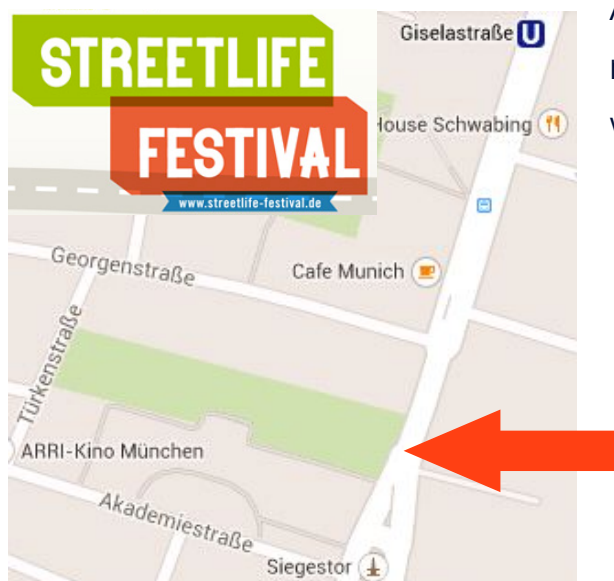 STREETLIFE
FESTIVAL
www.streetlife-festival.de
Giselastraße U
House Schwabing
Cafe Munich
Georgenstraße
Türkenstraße
ARRI-Kino München
Akademiestraße
Siegestor